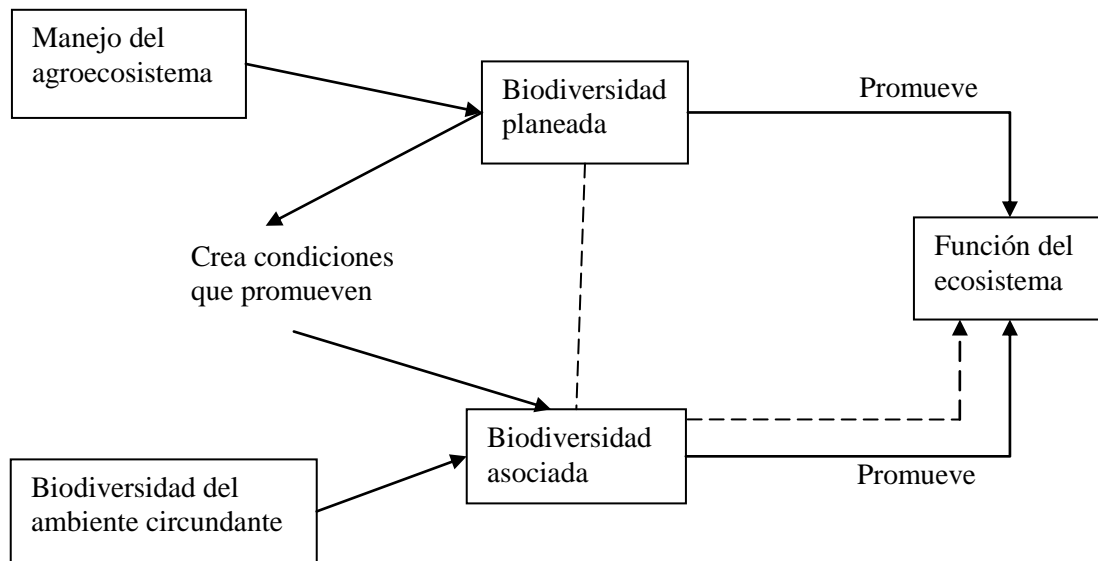 Manejo del
agroecosistema
Biodiversidad
planeada
Promueve
Crea condiciones
que promueven
Función del
ecosistema
Biodiversidad
asociada
Promueve
Biodiversidad del
ambiente circundante